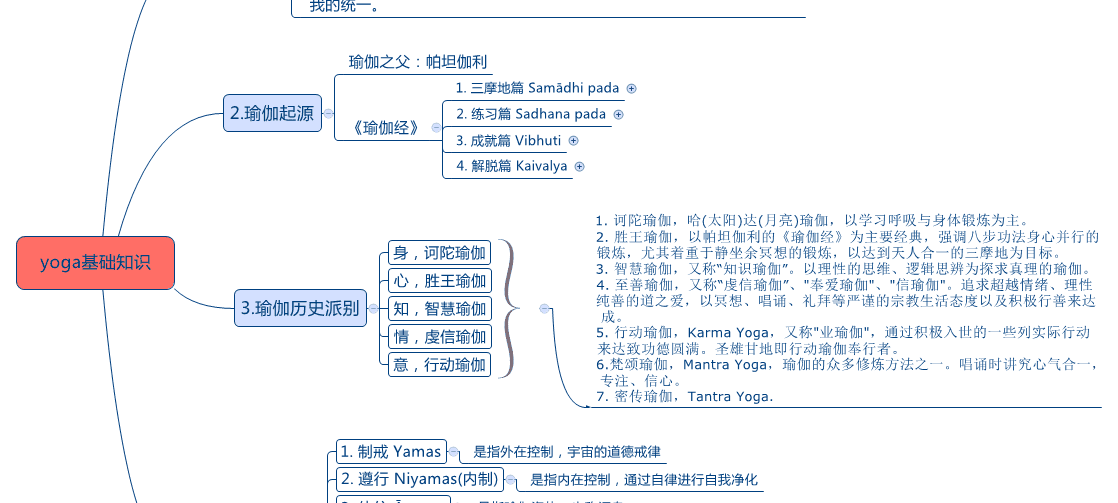 我的统一。
瑜伽之父：帕坦伽利
1. 三摩地篇 Samādhi pada
2.瑜伽起源
2. 练习篇 Sadhana pada
《瑜伽经》
3. 成就篇 Vibhuti
4. 解脱篇 Kaivalya
yoga基础知识
3.瑜伽历史派别
身，诃陀瑜伽
心，胜王瑜伽
知，智慧瑜伽
情，虔信瑜伽
意，行动瑜伽
1. 诃陀瑜伽，哈(太阳)达(月亮)瑜伽，以学习呼吸与身体锻炼为主。
2. 胜王瑜伽，以帕坦伽利的《瑜伽经》为主要经典，强调八步功法身心并行的
锻炼，尤其着重于静坐余冥想的锻炼，以达到天人合一的三摩地为目标。
3. 智慧瑜伽，又称“知识瑜伽”。以理性的思维、逻辑思辨为探求真理的瑜伽。
4. 至善瑜伽，又称“虔信瑜伽”、"奉爱瑜伽"、"信瑜伽"。追求超越情绪、理性
纯善的道之爱，以冥想、唱诵、礼拜等严谨的宗教生活态度以及积极行善来达
成。
5. 行动瑜伽，Karma Yoga，又称"业瑜伽"，通过积极入世的一些列实际行动
来达致功德圆满。圣雄甘地即行动瑜伽奉行者。
6.梵颂瑜伽，Mantra Yoga，瑜伽的众多修炼方法之一。唱诵时讲究心气合一，
专注、信心。
7. 密传瑜伽，Tantra Yoga.
1. 制戒 Yamas
是指外在控制，宇宙的道德戒律
2. 遵行 Niyamas(内制)
是指内在控制，通过自律进行自我净化